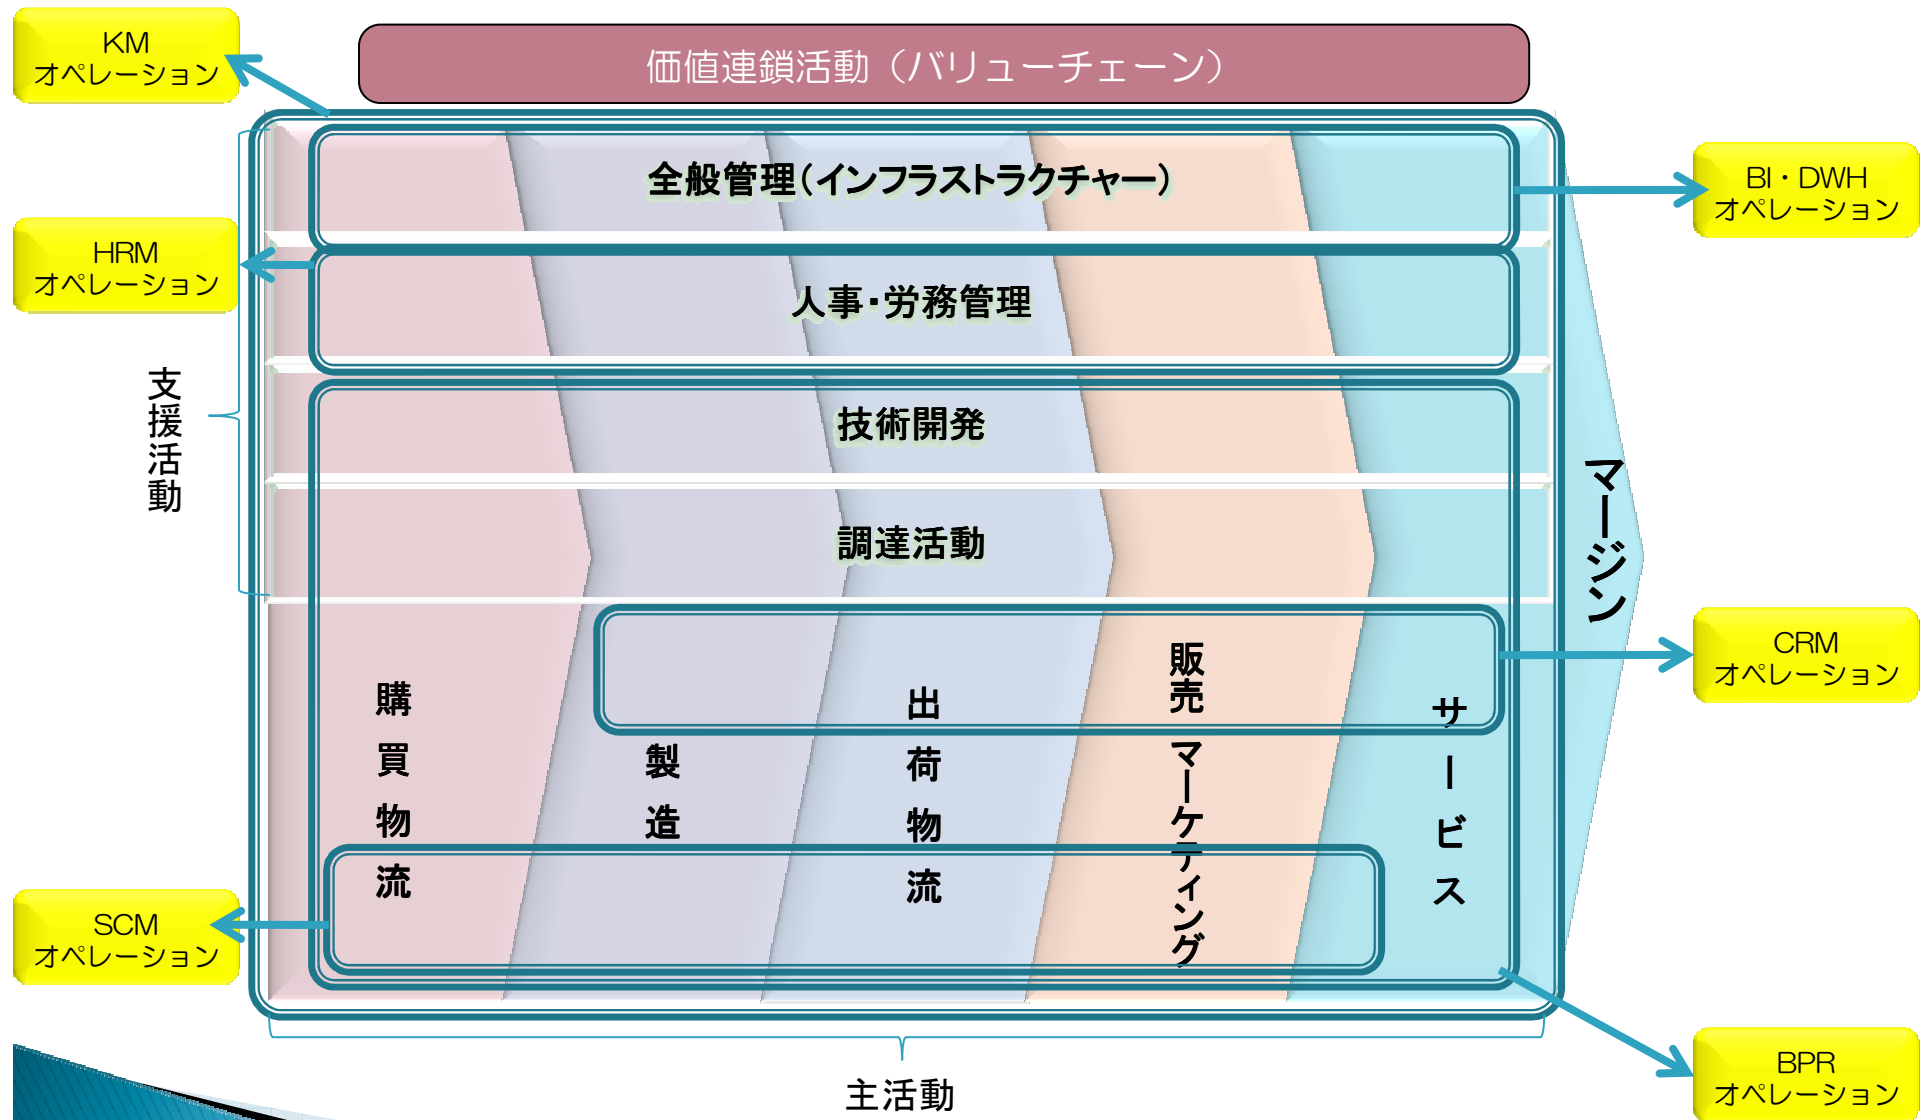 KM
オペレーション
価値連鎖活動（バリューチェーン）
全般管理（インフラストラクチャー）
BI・DWH
オペレーション
HRM
オペレーション
人事・労務管理
支援活動
技術開発
調達活動
マージン
CRM
オペレーション
購買物流
製造
出荷物流
販売マーケティング
サービス
SCM
オペレーション
主活動
BPR
オペレーション